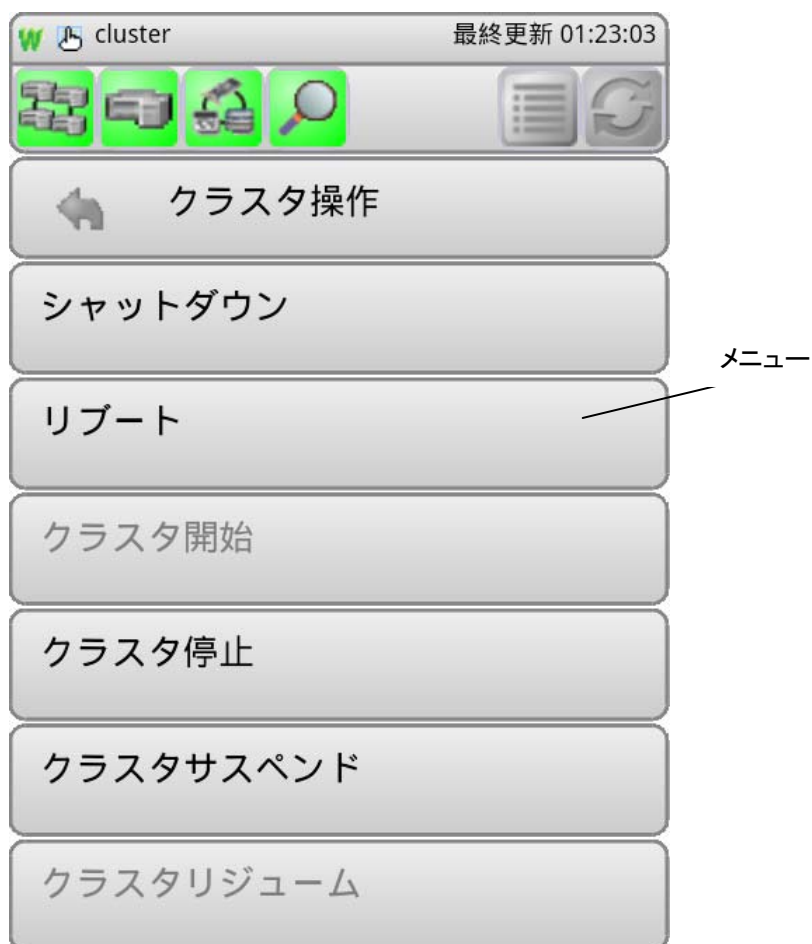 cluster 最終更新 01:23:03
クラスタ操作
シャットダウン
メニュー
リブート
クラスタ開始
クラスタ停止
クラスタサスペンド
クラスタリジューム